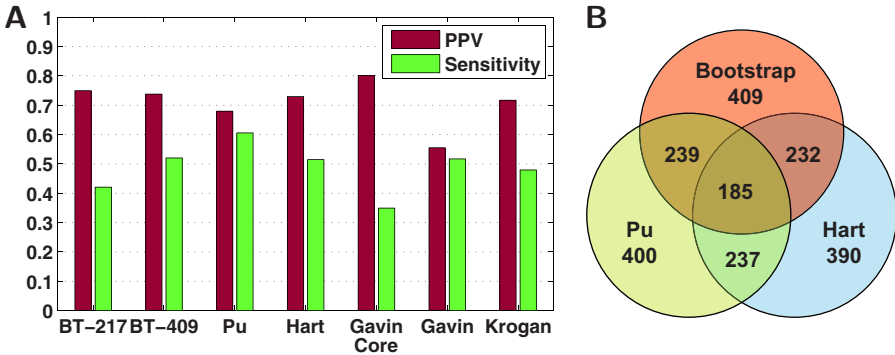 A
1
0.9
0.8
0.7
0.6
0.5
0.4
0.3
0.2
0.1
0
PPV
Sensitivity
BT−217 BT−409 Pu Hart Gavin Core Gavin Krogan
B
Bootstrap
409
239
232
185
Pu
400
Hart
390
237